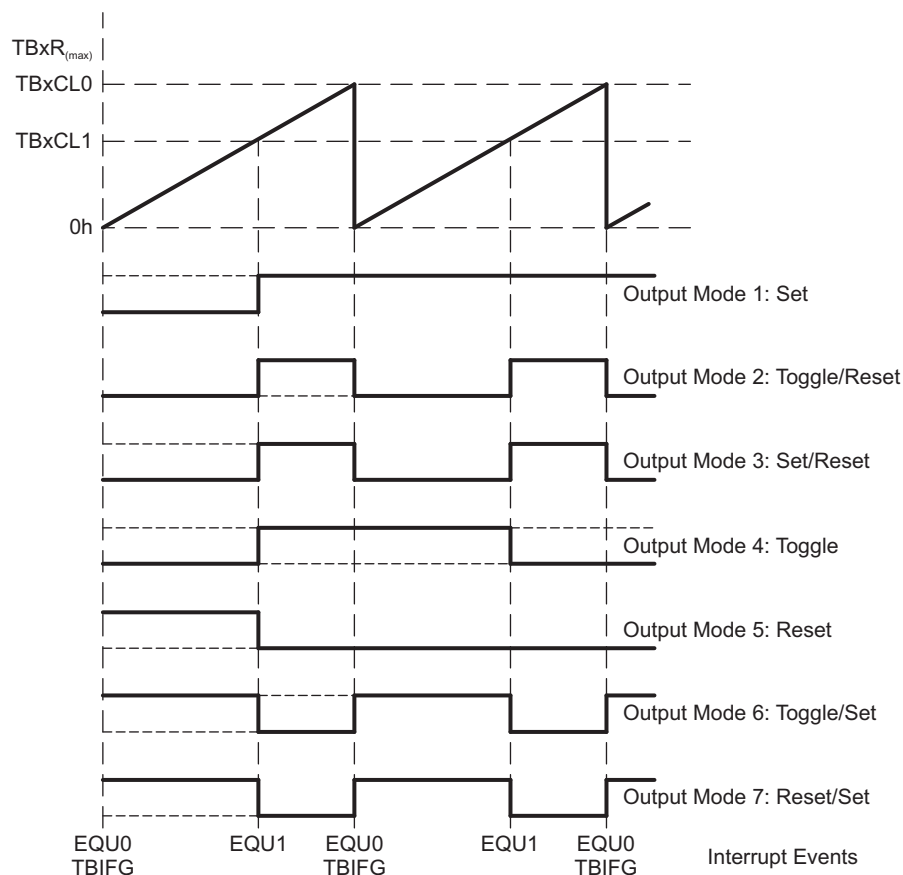 TBxR(max)
TBxCL0
TBxCL1
0h
Output Mode 1: Set
Output Mode 2: Toggle/Reset
Output Mode 3: Set/Reset
Output Mode 4: Toggle
Output Mode 5: Reset
Output Mode 6: Toggle/Set
Output Mode 7: Reset/Set
EQU0 EQU1 EQU0 EQU1 EQU0
TBIFG TBIFG TBIFG
Interrupt Events